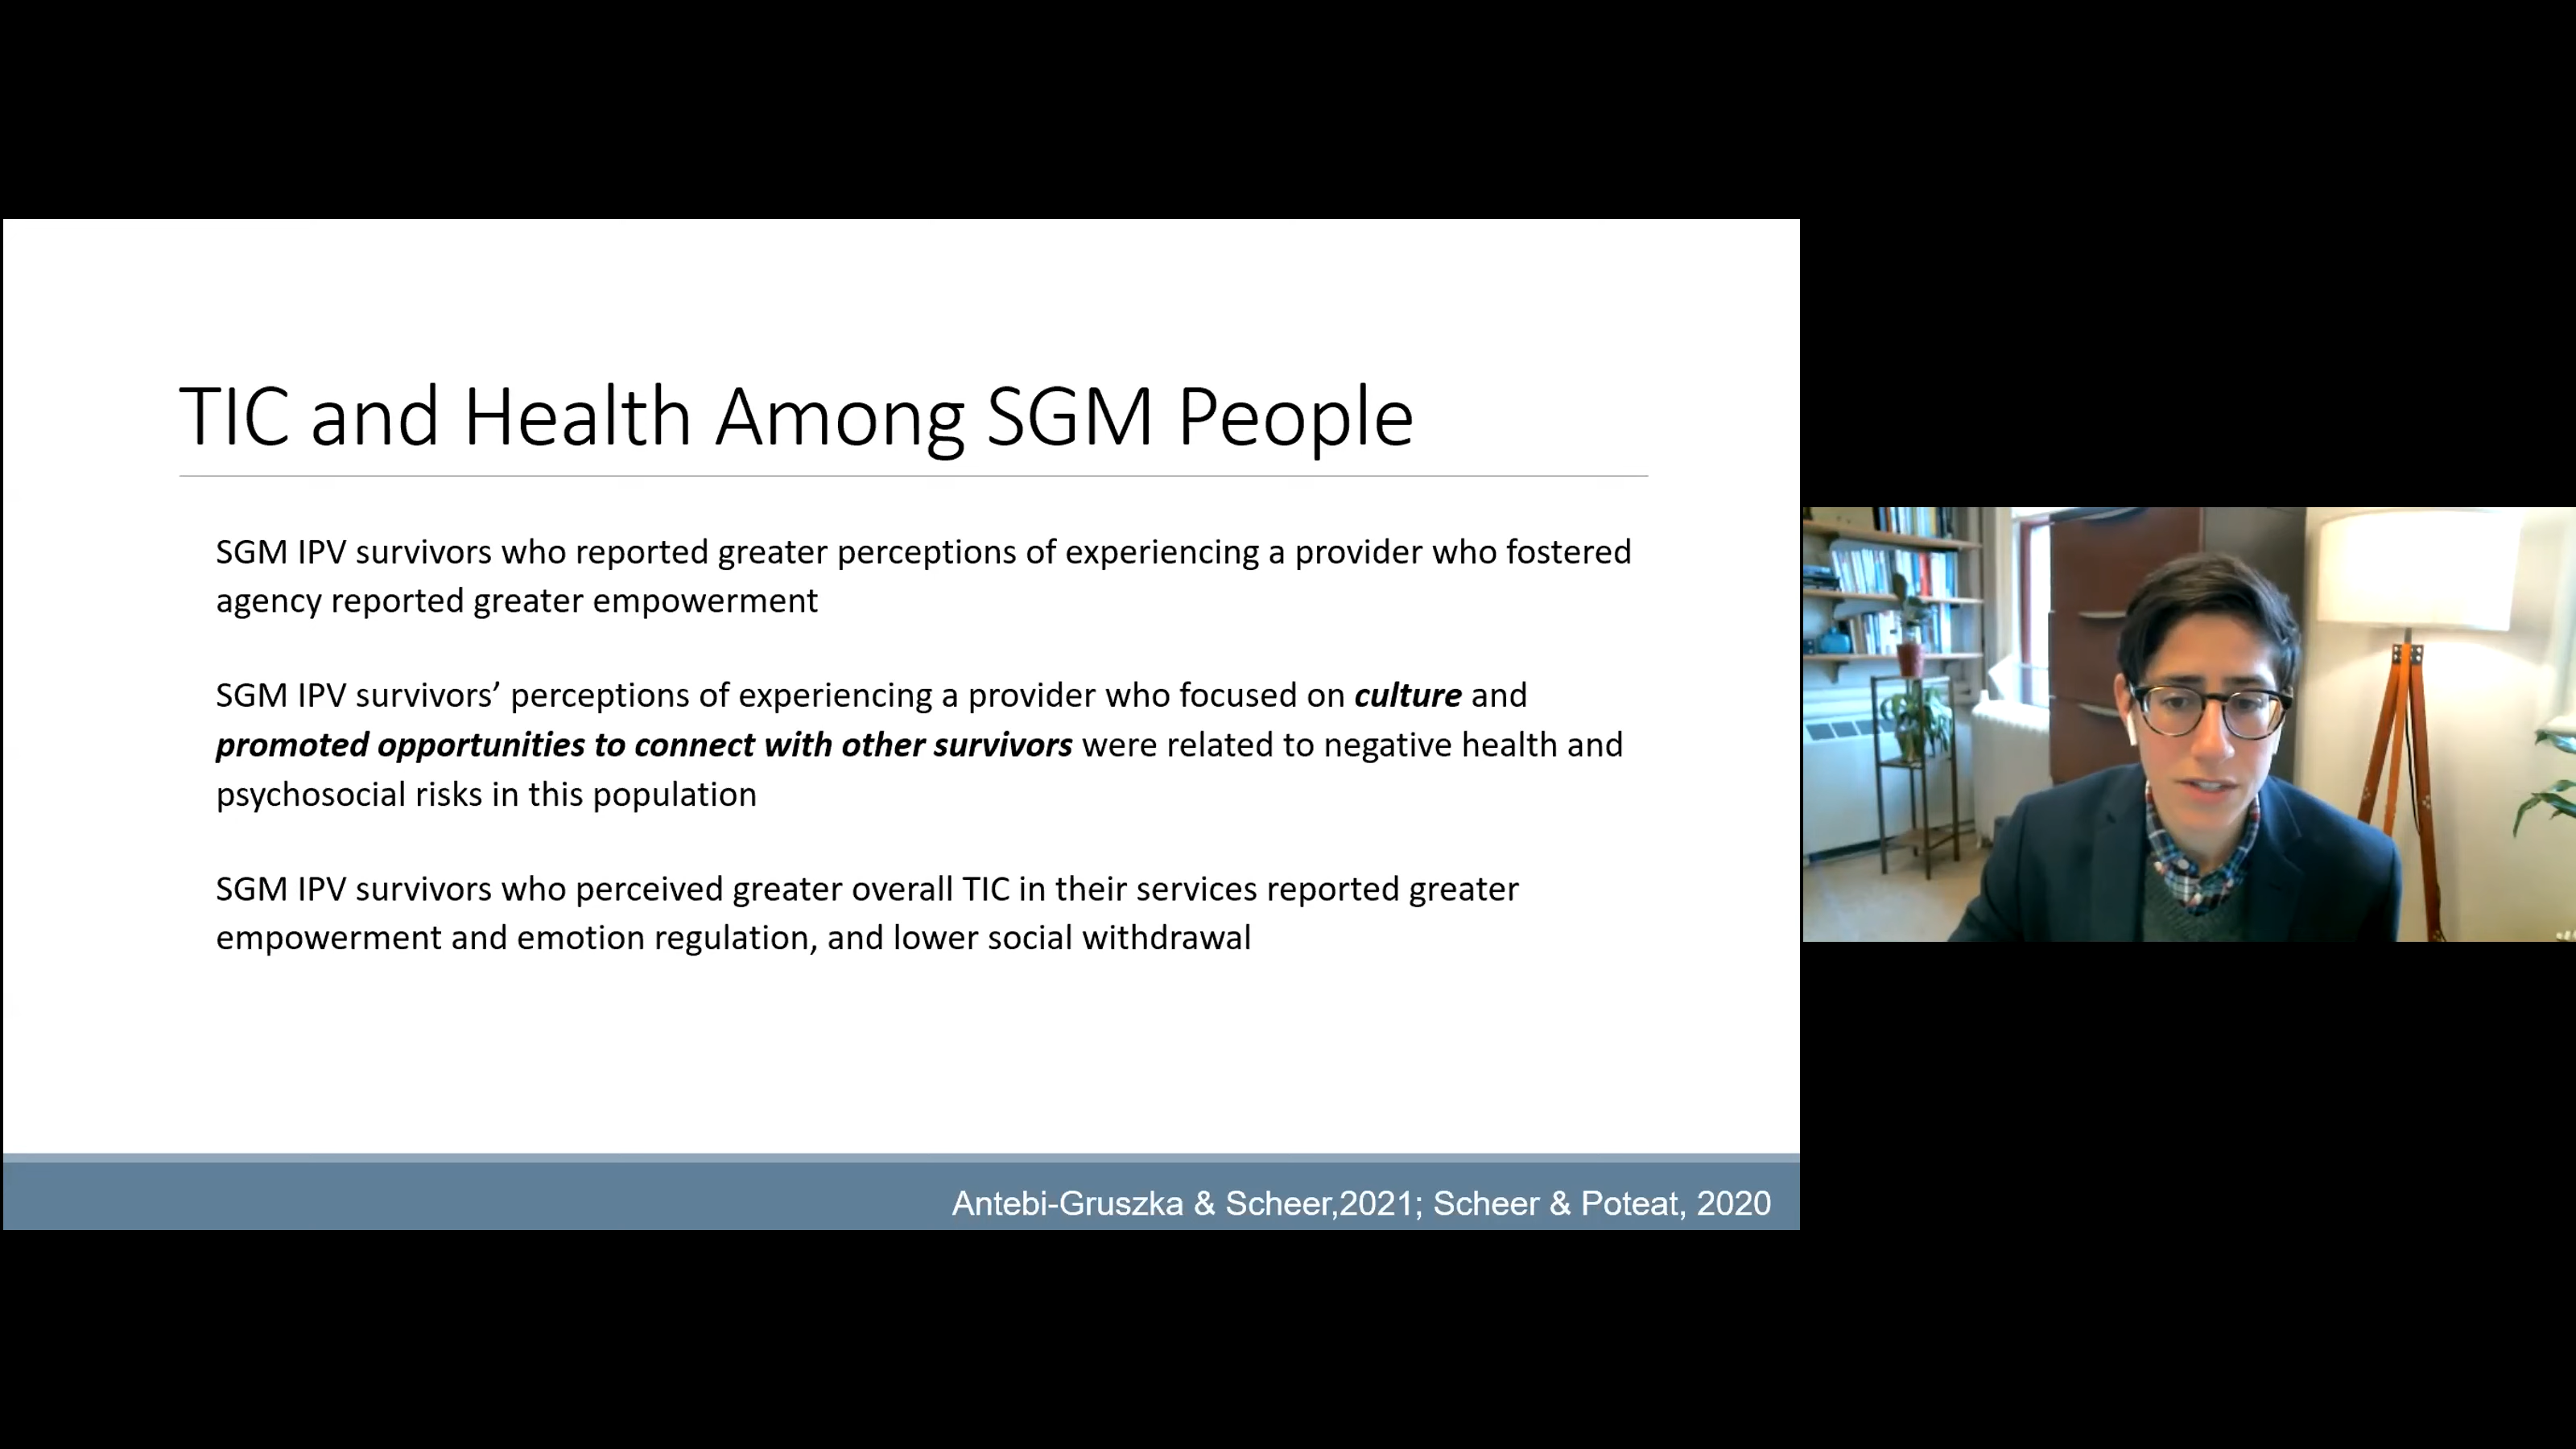 TIC and Health Among SGM People
SGM IPV survivors who reported greater perceptions of experiencing a provider who fostered
agency reported greater empowerment
SGM IPV survivors’ perceptions of experiencing a provider who focused on culture and
promoted opportunities to connect with other survivors were related to negative health and
psychosocial risks in this population
SGM IPV survivors who perceived greater overall TIC in their services reported greater
empowerment and emotion regulation, and lower social withdrawal
Antebi-Gruszka & Scheer,2021; Scheer & Poteat, 2020